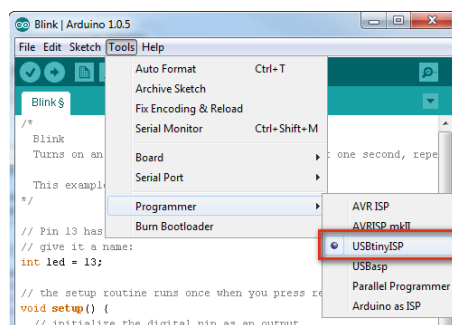 Blink | Arduino 1.0.5
File Edit Sketch Tools Help
Auto Format Ctrl+T
Archive Sketch
Fix Encoding & Reload
Serial Monitor Ctrl+Shift+M
Board
Serial Port
Programmer
Burn Bootloader
AVR ISP
AVRISP mkII
USBtinyISP
USBasp
Parallel Programmer
Arduino as ISP
Blink §
/*
Blink
Turns on an one second, repe
This exampl
*/
// Pin 13 has
// give it a name:
int led = 13;
// the setup routine runs once when you press re
void setup() {
// initialize the digital pin as an output